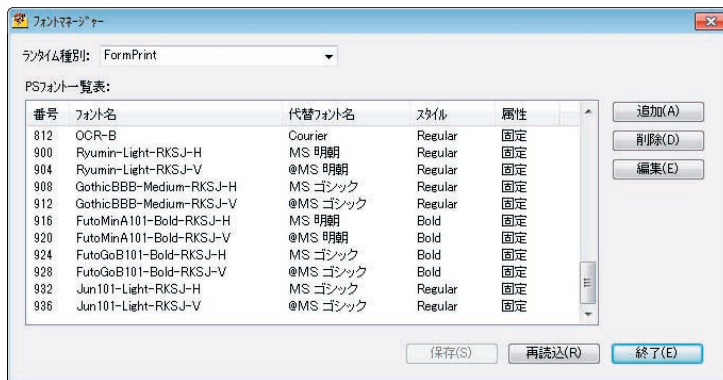 フォントマネージャー
ランタイム種別: FormPrint
PSフォント一覧表:
番号 フォント名 代替フォント名 スタイル 属性
812 OCR-B Courier Regular 固定
900 Ryumin-Light-RKSJ-H MS 明朝 Regular 固定
904 Ryumin-Light-RKSJ-V @MS 明朝 Regular 固定
908 GothicBBB-Medium-RKSJ-H MS ゴシック Regular 固定
912 GothicBBB-Medium-RKSJ-V @MS ゴシック Regular 固定
916 FutoMinA101-Bold-RKSJ-H MS 明朝 Bold 固定
920 FutoMinA101-Bold-RKSJ-V @MS 明朝 Bold 固定
924 FutoGoB101-Bold-RKSJ-H MS ゴシック Bold 固定
928 FutoGoB101-Bold-RKSJ-V @MS ゴシック Bold 固定
932 Jun101-Light-RKSJ-H MS ゴシック Regular 固定
936 Jun101-Light-RKSJ-V @MS ゴシック Regular 固定
追加(A)
削除(D)
編集(E)
保存(S) 再読込(R) 終了(E)